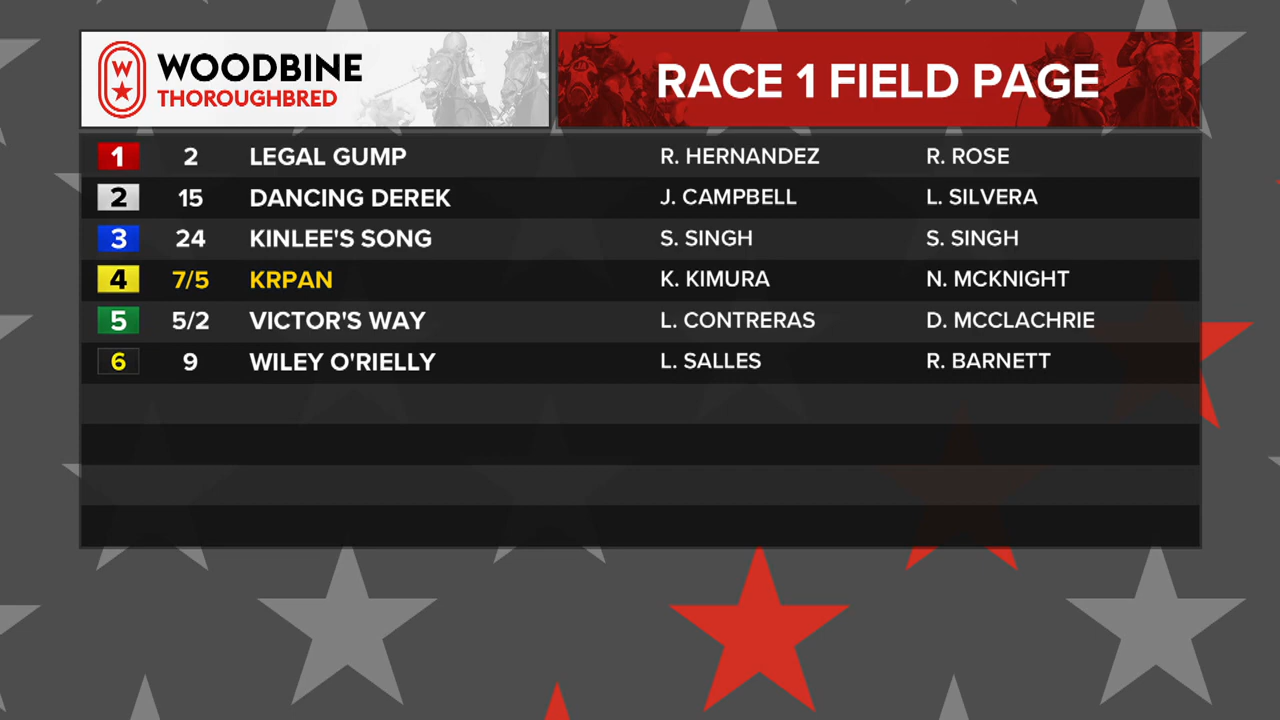 W
WOODBINE
THOROUGHBRED
RACE 1 FIELD PAGE
1 2 LEGAL GUMP R. HERNANDEZ R. ROSE
2 15 DANCING DEREK J. CAMPBELL L. SILVERA
3 24 KINLEE'S SONG S. SINGH S. SINGH
4 7/5 KRPAN K. KIMURA N. MCKNIGHT
5 5/2 VICTOR'S WAY L. CONTRERAS D. MCCLACHRIE
6 9 WILEY O'RIELLY L. SALLES R. BARNETT